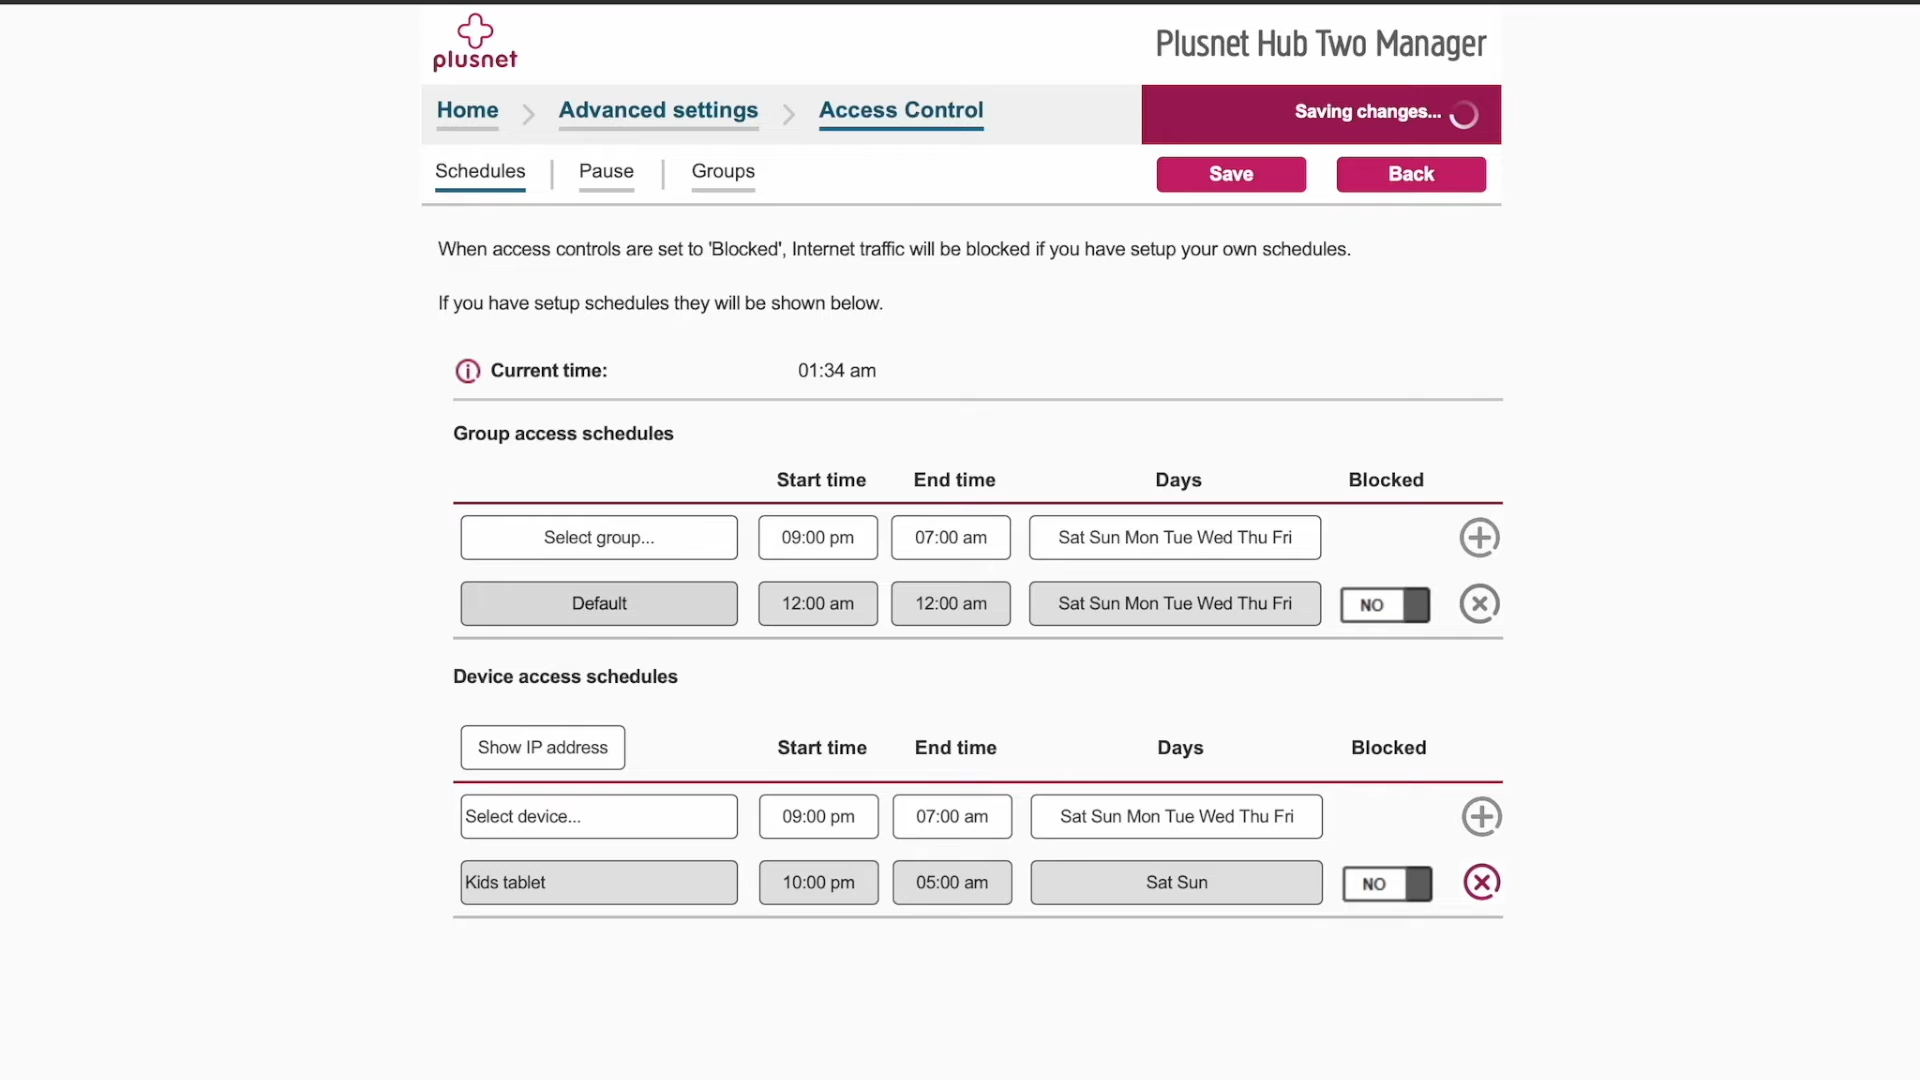 plusnet
Plusnet Hub Two Manager
Home Advanced settings Access Control
Saving changes...
Schedules | Pause | Groups
Save Back
When access controls are set to 'Blocked', Internet traffic will be blocked if you have setup your own schedules.
If you have setup schedules they will be shown below.
Current time: 01:34 am
Group access schedules
Start time End time Days Blocked
Select group... 09:00 pm 07:00 am Sat Sun Mon Tue Wed Thu Fri
Default 12:00 am 12:00 am Sat Sun Mon Tue Wed Thu Fri NO
Device access schedules
Show IP address Start time End time Days Blocked
Select device... 09:00 pm 07:00 am Sat Sun Mon Tue Wed Thu Fri
Kids tablet 10:00 pm 05:00 am Sat Sun NO